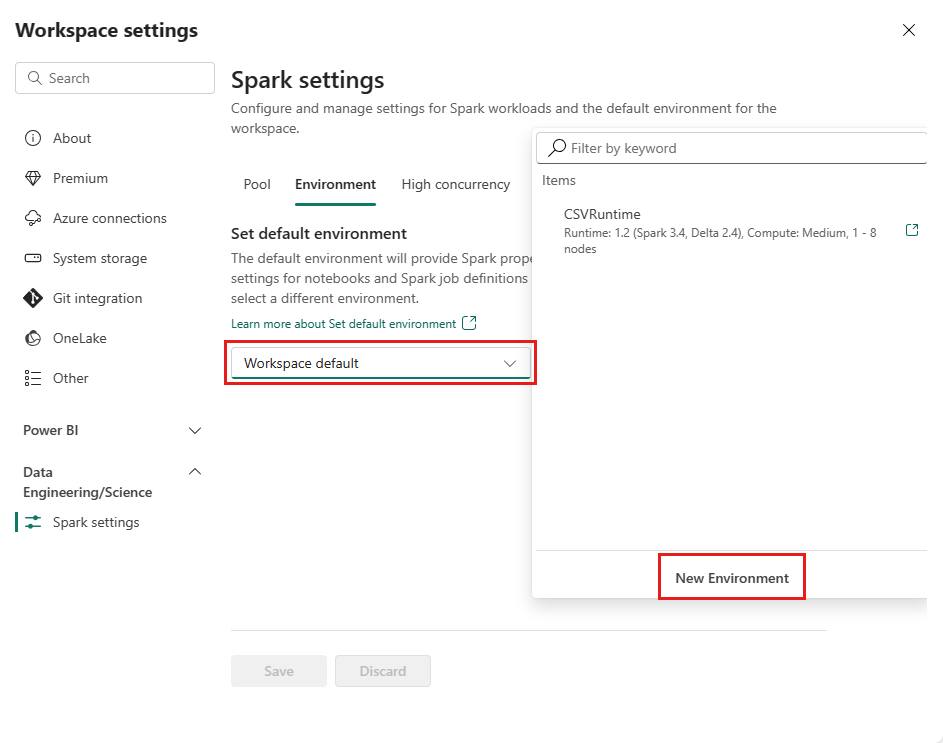 Workspace settings
Search
About
Premium
Azure connections
System storage
Git integration
OneLake
Other
Power BI
Data
Engineering/Science
Spark settings
Spark settings
Configure and manage settings for Spark workloads and the default environment for the
workspace.
Pool
Environment
High concurrency
Set default environment
The default environment will provide Spark prope
settings for notebooks and Spark job definitions
select a different environment.
Learn more about Set default environment
Workspace default
Filter by keyword
Items
CSVRuntime
Runtime: 1.2 (Spark 3.4, Delta 2.4), Compute: Medium, 1 - 8
nodes
New Environment
Save
Discard